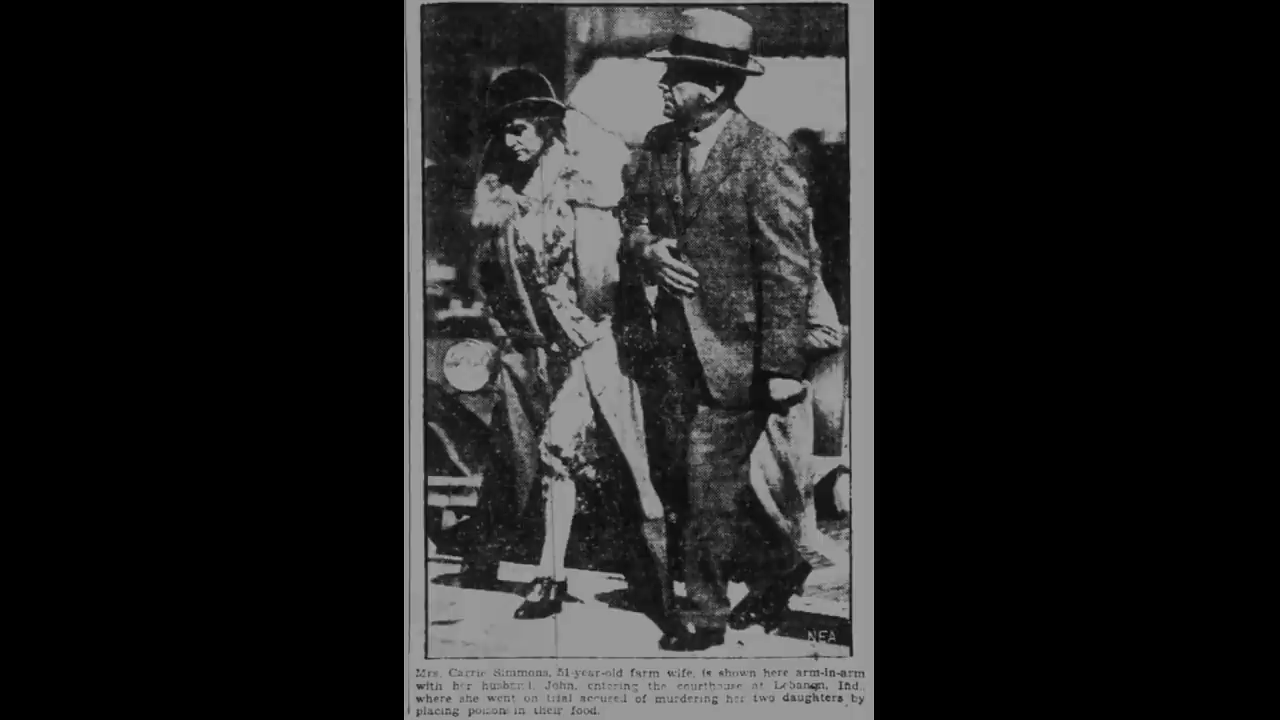 NEA
Mrs. Carrie Simmons, 51-year-old farm wife, is shown here arm-in-arm
with her husband, John, entering the courthouse at Lebanon, Ind.,
where she went on trial accused of murdering her two daughters by
placing poison in their food.